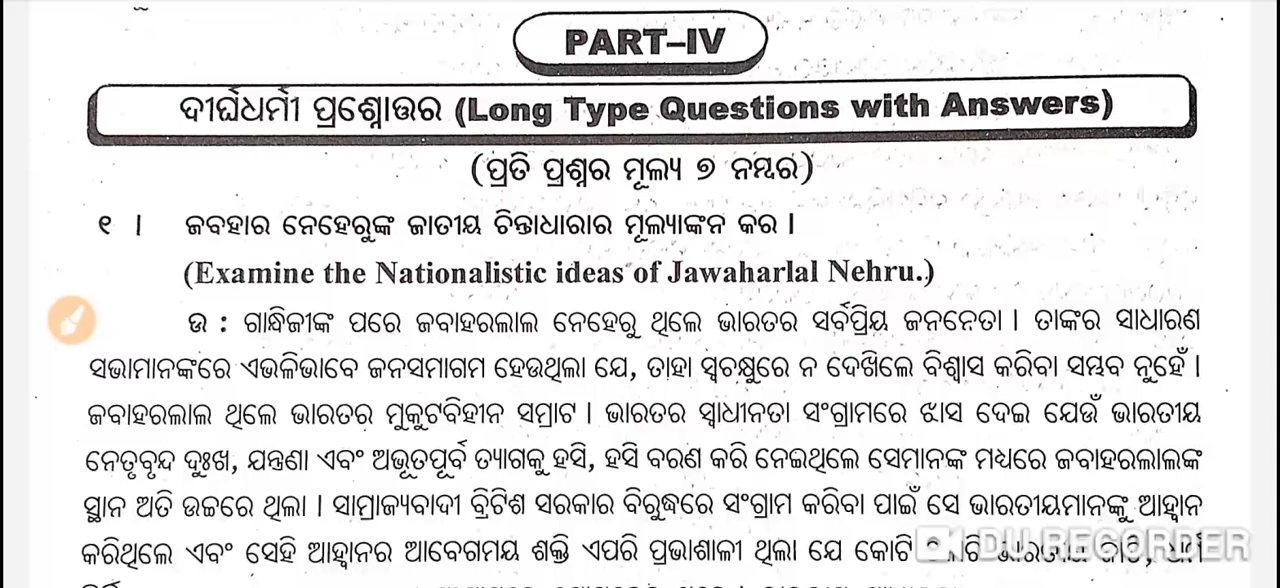 PART–IV
ଦୀର୍ଘଧର୍ମୀ ପ୍ରଶ୍ନୋତ୍ତର (Long Type Questions with Answers)
(ପ୍ରତି ପ୍ରଶ୍ନର ମୂଲ୍ୟ ୭ ନମ୍ବର)
୧ । ଜବହାର ନେହେରୁଙ୍କ ଜାତୀୟ ଚିନ୍ତାଧାରାର ମୂଲ୍ୟାଙ୍କନ କର ।
(Examine the Nationalistic ideas of Jawaharlal Nehru.)
ଉ : ଗାନ୍ଧିଜୀଙ୍କ ପରେ ଜବାହରଲାଲ ନେହେରୁ ଥିଲେ ଭାରତର ସର୍ବପ୍ରିୟ ଜନନେତା । ତାଙ୍କର ସାଧାରଣ
ସଭାମାନଙ୍କରେ ଏଭଳିଭାବେ ଜନସମାଗମ ହେଉଥିଲା ଯେ, ତାହା ସ୍ୱଚକ୍ଷୁରେ ନ ଦେଖିଲେ ବିଶ୍ୱାସ କରିବା ସମ୍ଭବ ନୁହେଁ ।
ଜବାହରଲାଲ ଥିଲେ ଭାରତର ମୁକୁଟବିହୀନ ସମ୍ରାଟ । ଭାରତର ସ୍ୱାଧୀନତା ସଂଗ୍ରାମରେ ଝାସ ଦେଇ ଯେଉଁ ଭାରତୀୟ
ନେତୃବୃନ୍ଦ ଦୁଃଖ, ଯନ୍ତ୍ରଣା ଏବଂ ଅଭୂତପୂର୍ବ ତ୍ୟାଗକୁ ହସି, ହସି ବରଣ କରି ନେଇଥିଲେ ସେମାନଙ୍କ ମଧ୍ୟରେ ଜବାହରଲାଲଙ୍କ
ସ୍ଥାନ ଅତି ଉଚ୍ଚରେ ଥିଲା । ସାମ୍ରାଜ୍ୟବାଦୀ ବ୍ରିଟିଶ ସରକାର ବିରୁଦ୍ଧରେ ସଂଗ୍ରାମ କରିବା ପାଇଁ ସେ ଭାରତୀୟମାନଙ୍କୁ ଆହ୍ୱାନ
କରିଥିଲେ ଏବଂ ସେହି ଆହ୍ୱାନର ଆବେଗମୟ ଶକ୍ତି ଏପରି ପ୍ରଭାଶାଳୀ ଥିଲା ଯେ କୋଟି
DU RECORDER